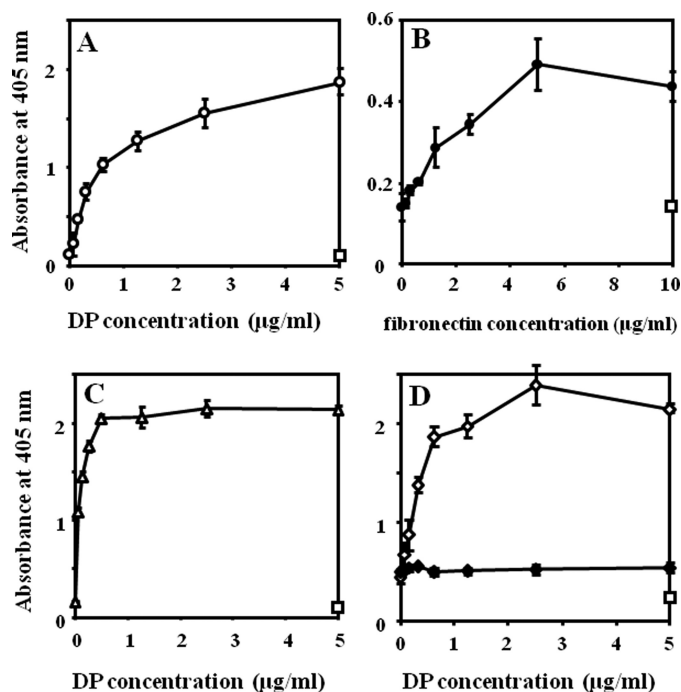 A
B
Absorbance at 405 nm
2
1
0
0 1 2 3 4 5
DP concentration (µg/ml)
0.6
0.4
0.2
0
0 2 4 6 8 10
fibronectin concentration (µg/ml)
C
D
Absorbance at 405 nm
2
1
0
0 1 2 3 4 5
DP concentration (µg/ml)
2
1
0
0 1 2 3 4 5
DP concentration (µg/ml)